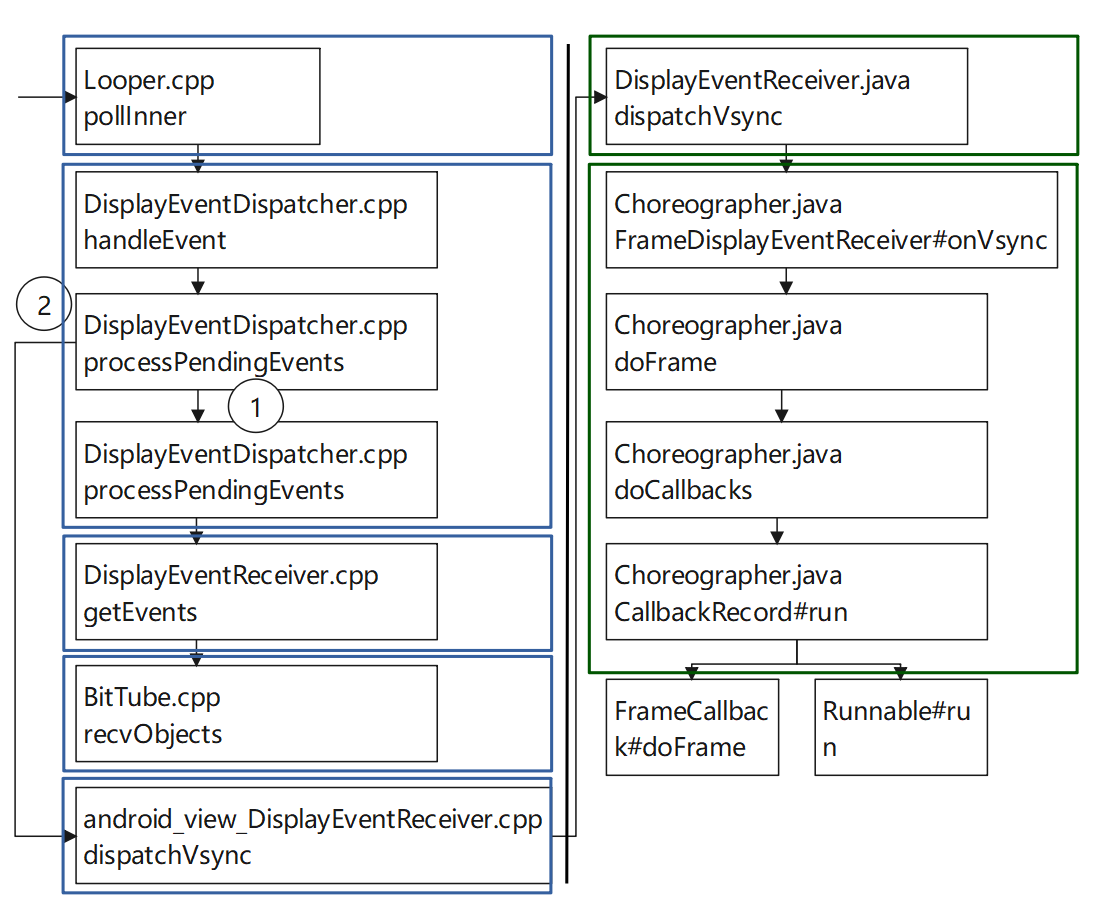 Looper.cpp
pollInner
DisplayEventDispatcher.cpp
handleEvent
2
DisplayEventDispatcher.cpp
processPendingEvents
1
DisplayEventDispatcher.cpp
processPendingEvents
DisplayEventReceiver.cpp
getEvents
BitTube.cpp
recvObjects
android_view_DisplayEventReceiver.cpp
dispatchVsync
DisplayEventReceiver.java
dispatchVsync
Choreographer.java
FrameDisplayEventReceiver#onVsync
Choreographer.java
doFrame
Choreographer.java
doCallbacks
Choreographer.java
CallbackRecord#run
FrameCallbac
k#doFrame
Runnable#ru
n